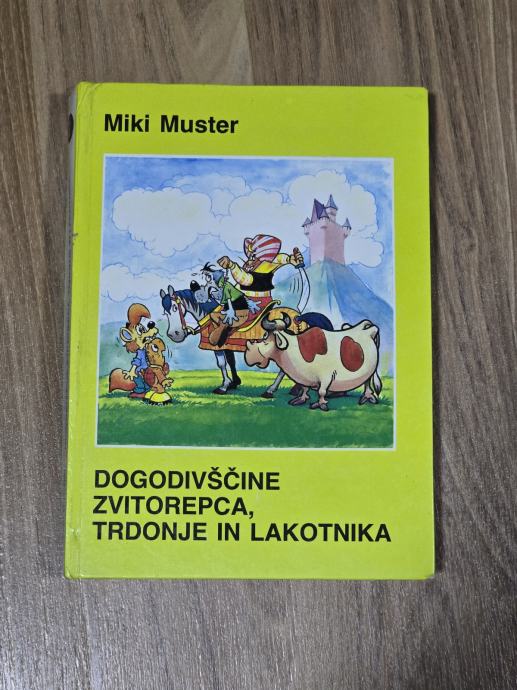 Miki Muster
DOGODIVŠČINE
ZVITOREPCA,
TRDONJE IN LAKOTNIKA